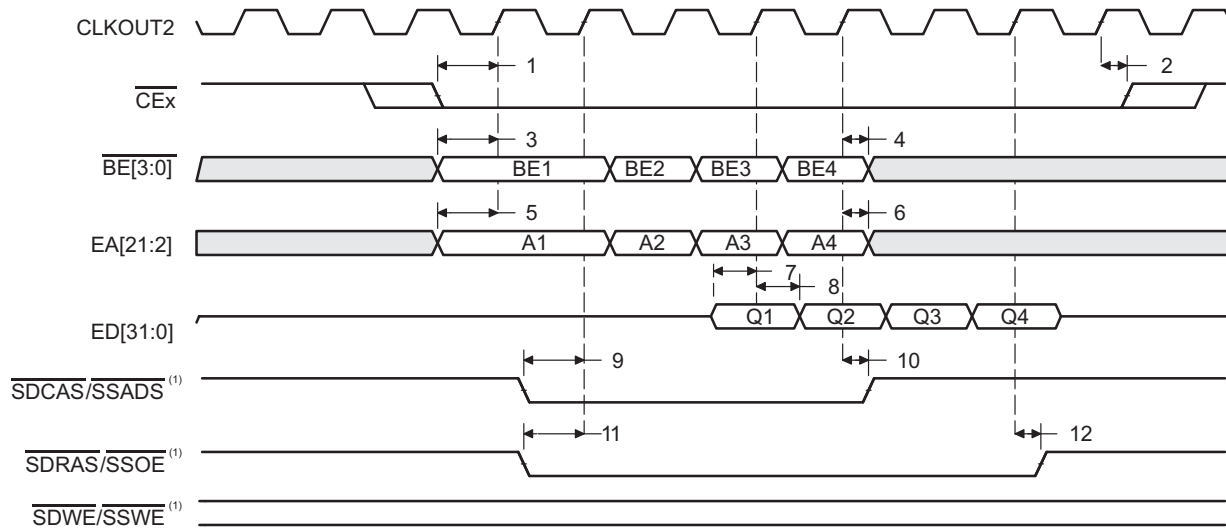 CLKOUT2
1
2
CEx
3
4
BE[3:0]
BE1
BE2
BE3
BE4
5
6
EA[21:2]
A1
A2
A3
A4
7
8
ED[31:0]
Q1
Q2
Q3
Q4
9
10
SDCAS/SSADS (1)
11
12
SDRAS/SSOE (1)
SDWE/SSWE (1)